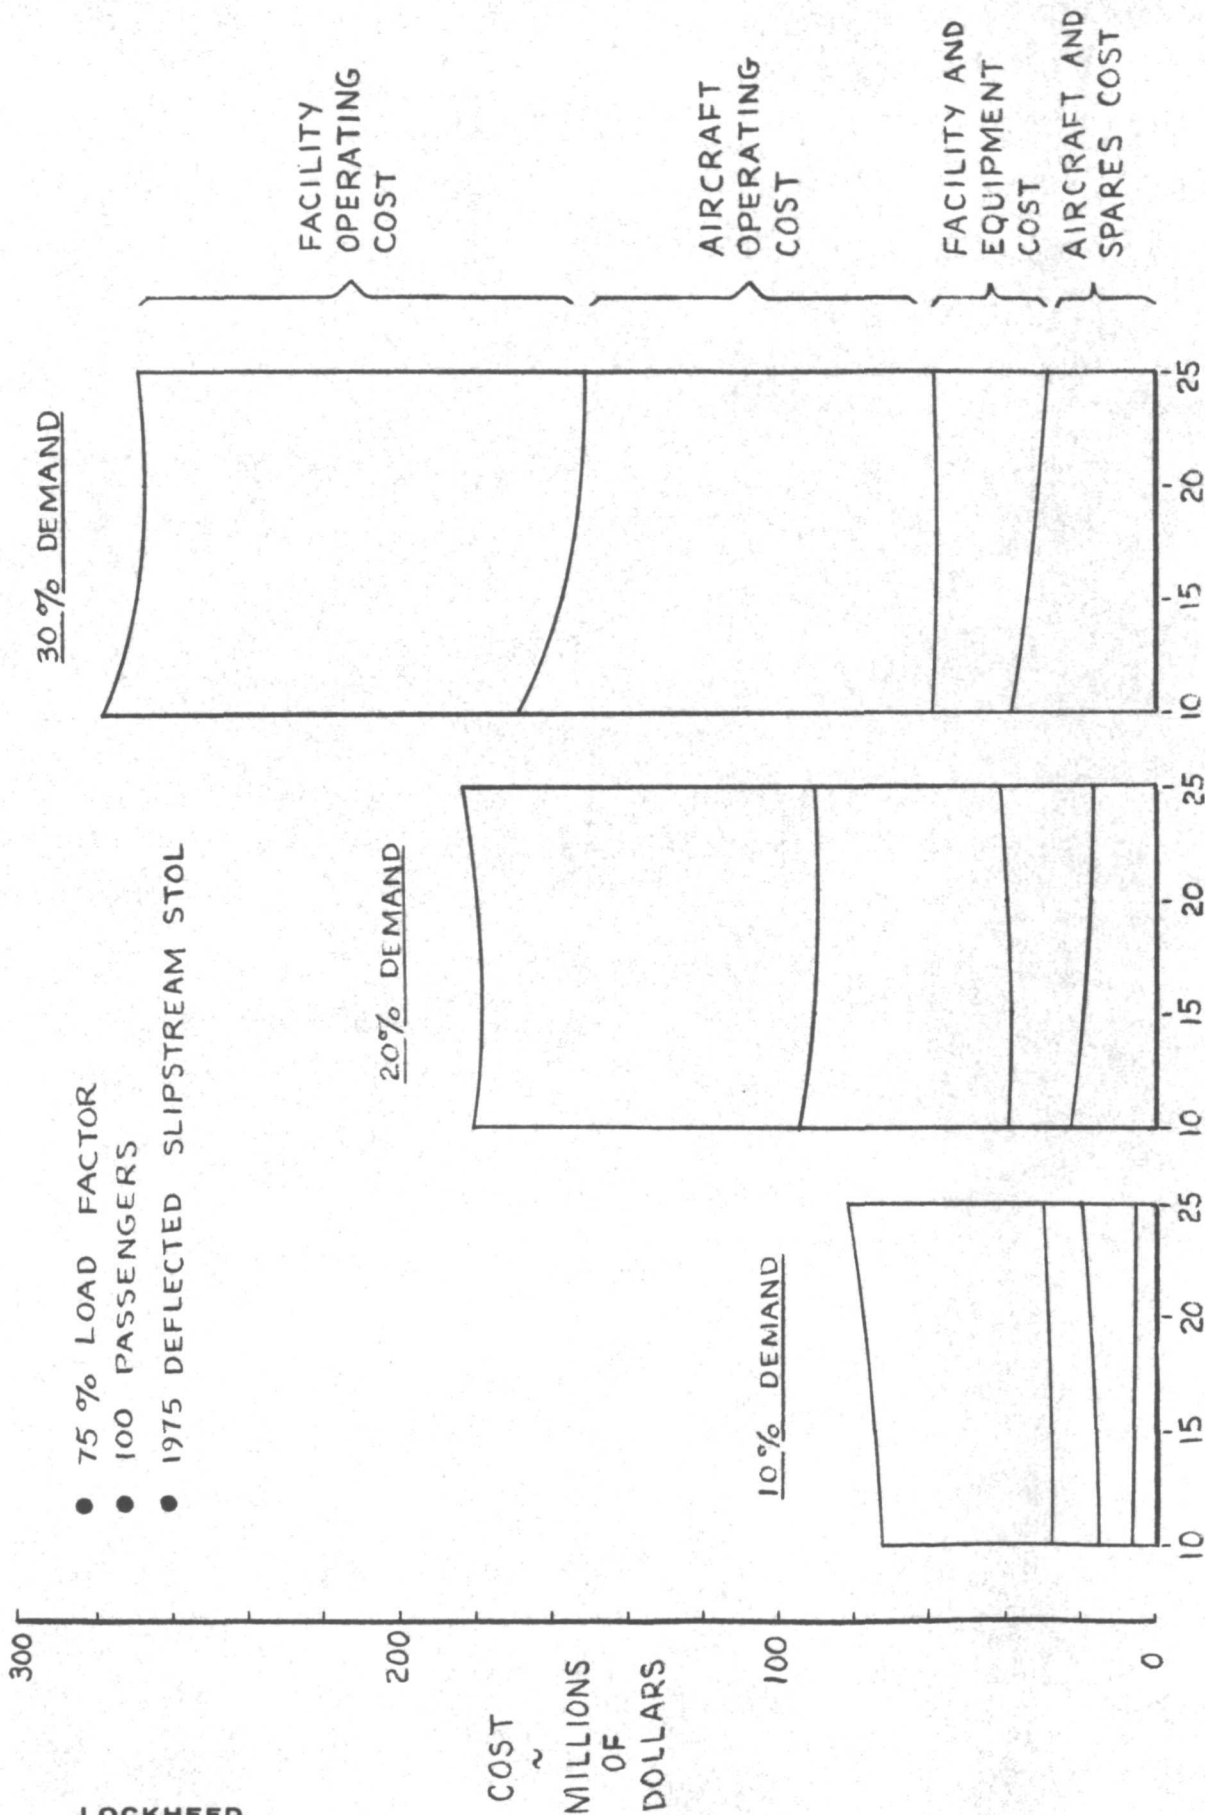 ● 75 % LOAD FACTOR
● 100 PASSENGERS
● 1975 DEFLECTED SLIPSTREAM STOL
30 % DEMAND
20 % DEMAND
10 % DEMAND
COST
~
MILLIONS
OF
DOLLARS
300
200
100
0
10 15 20 25
10 15 20 25
10 15 20 25
FACILITY
OPERATING
COST
AIRCRAFT
OPERATING
COST
FACILITY AND
EQUIPMENT
COST
AIRCRAFT AND
SPARES COST
LOCKHEED